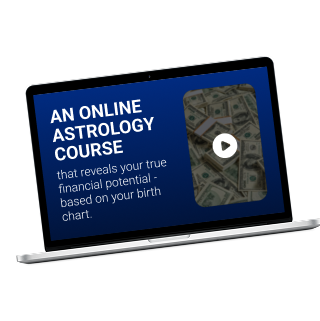 AN ONLINE
ASTROLOGY
COURSE
that reveals your true
financial potential -
based on your birth
chart.